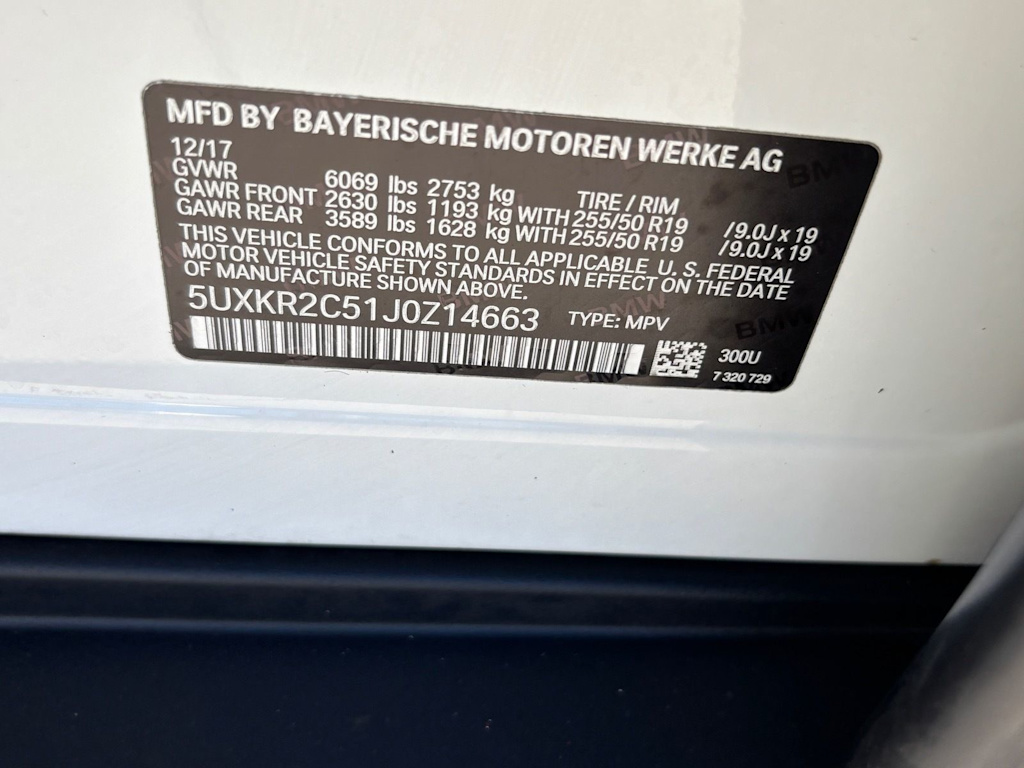 MFD BY BAYERISCHE MOTOREN WERKE AG
12/17
GVWR 6069 lbs 2753 kg TIRE / RIM
GAWR FRONT 2630 lbs 1193 kg WITH 255/50 R19 /9.0J x 19
GAWR REAR 3589 lbs 1628 kg WITH 255/50 R19 /9.0J x 19
THIS VEHICLE CONFORMS TO ALL APPLICABLE U. S. FEDERAL
MOTOR VEHICLE SAFETY STANDARDS IN EFFECT ON THE DATE
OF MANUFACTURE SHOWN ABOVE.
5UXKR2C51J0Z14663 TYPE: MPV
300U
7 320 729